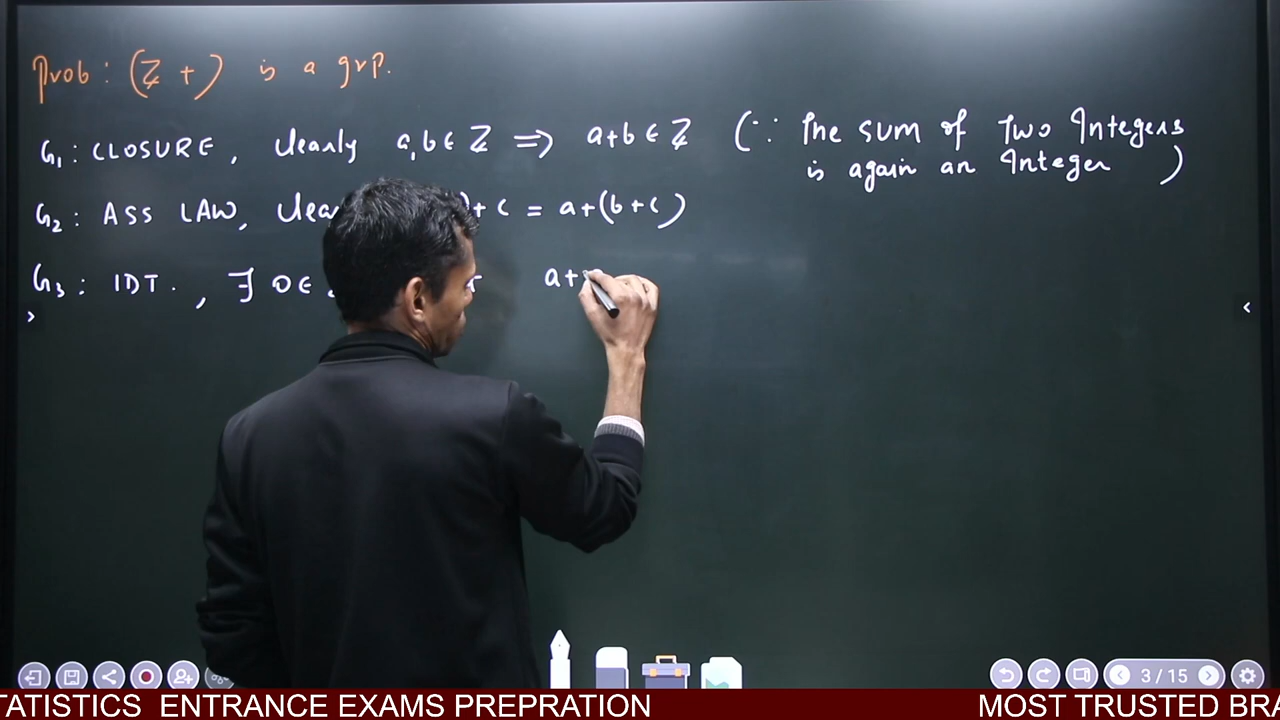 prob: (Z +) is a grp.
G₁: CLOSURE, clearly a,b ∈ Z ⇒ a+b ∈ Z (∵ The sum of Two Integers
is again an Integer )
G₂: ASS LAW, )+c = a+(b+c)
G₃: IDT. , ∃ 0 ∈ a+
3 / 15
TATISTICS ENTRANCE EXAMS PREPRATION MOST TRUSTED BRA